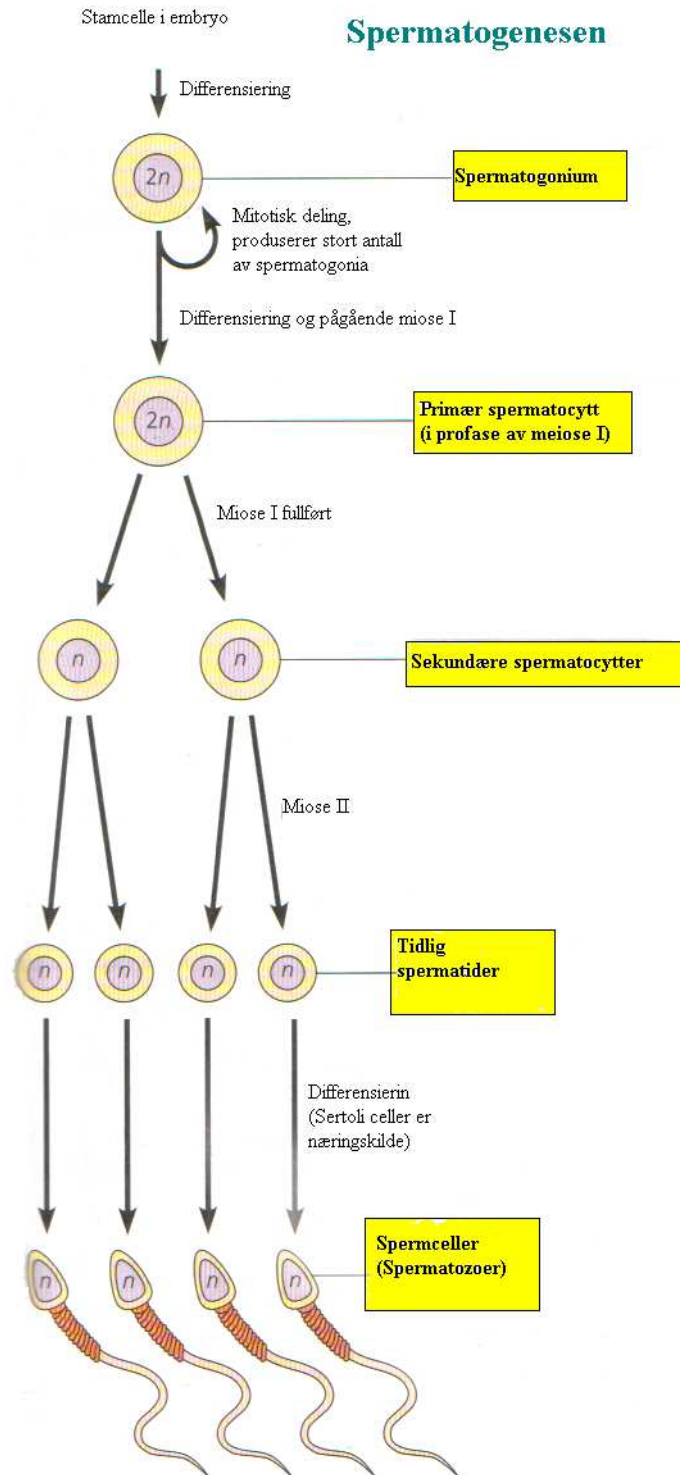 Stamcelle i embryo
Spermatogenesen
Differensiering
2n
Spermatogonium
Mitotisk deling,
produserer stort antall
av spermatogonia
Differensiering og pågående miose I
2n
Primær spermatocytt
(i profase av meiose I)
Miose I fullført
n
n
Sekundære spermatocytter
Miose II
n
n
n
n
Tidlig
spermatider
Differensierin
(Sertoli celler er
næringskilde)
Spermceller
(Spermatozoer)
n
n
n
n